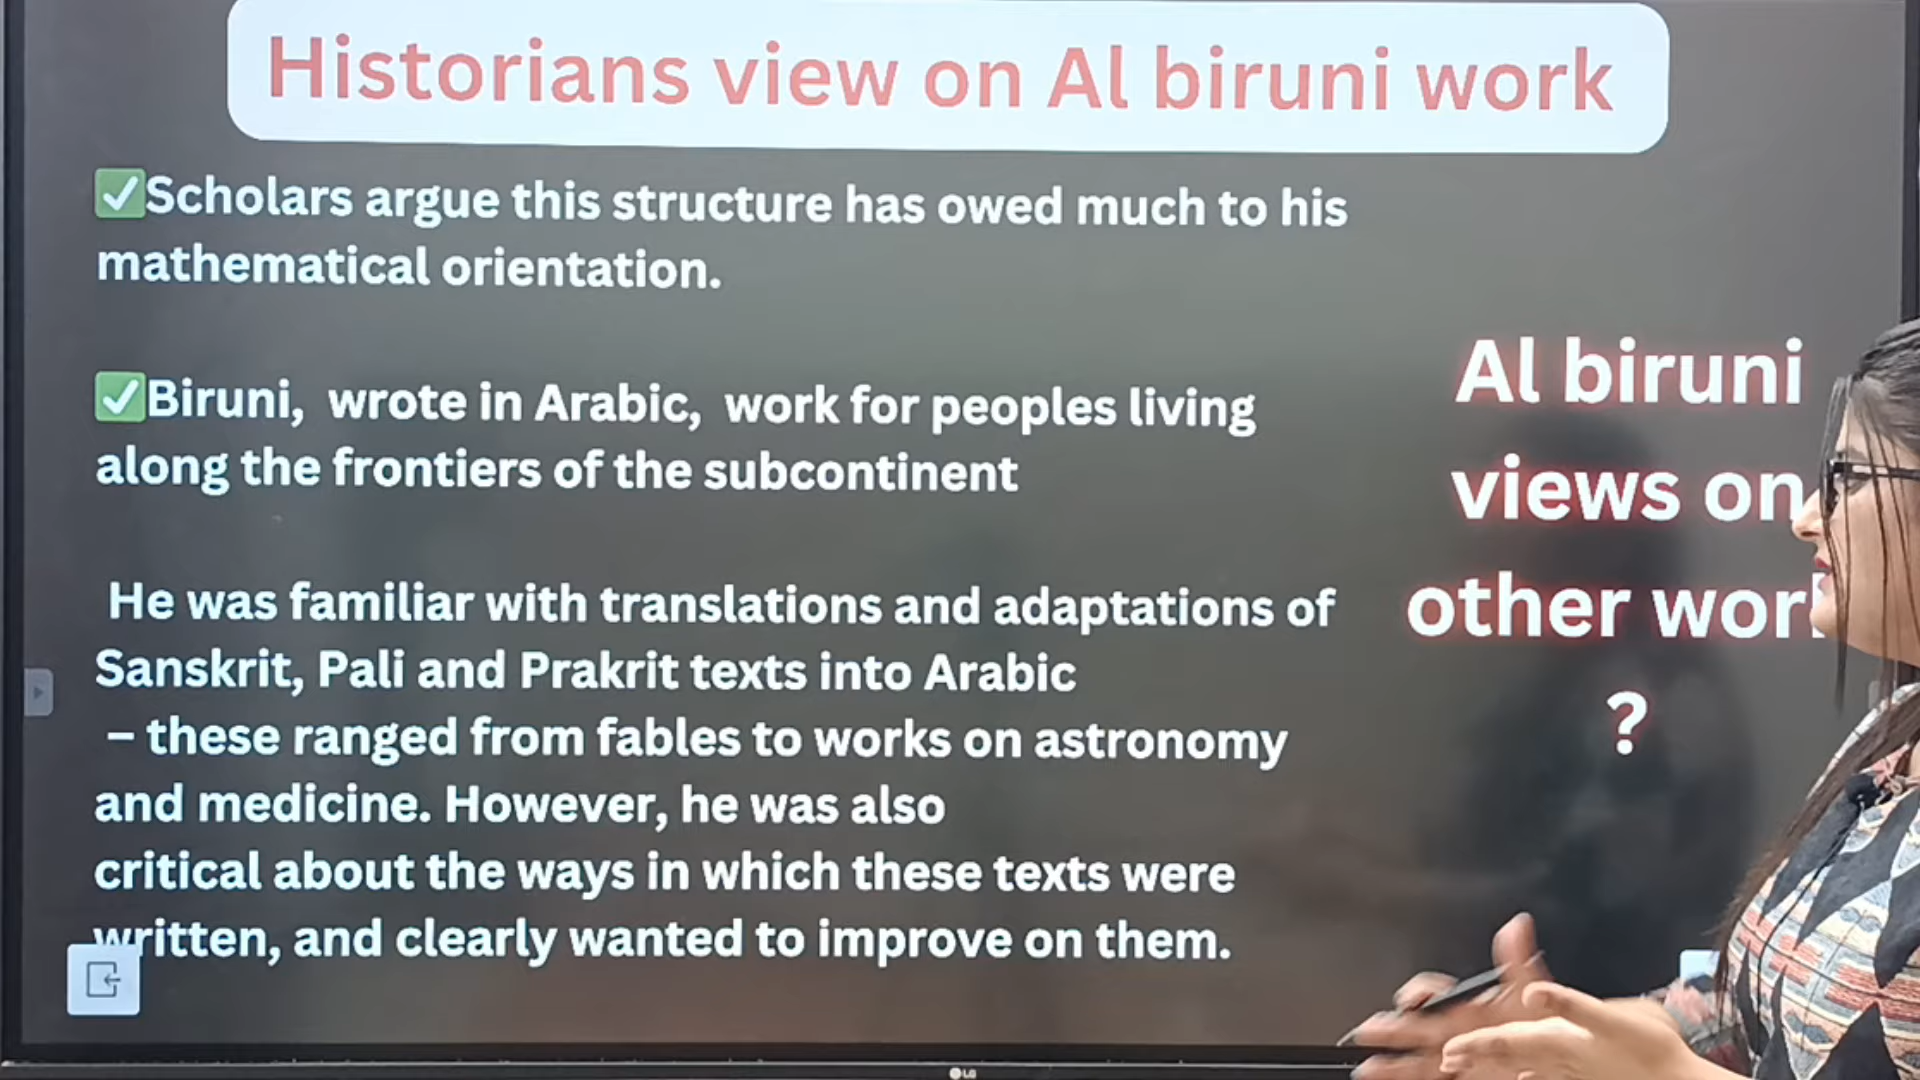 Historians view on Al biruni work
✅Scholars argue this structure has owed much to his
mathematical orientation.
✅Biruni, wrote in Arabic, work for peoples living
along the frontiers of the subcontinent
He was familiar with translations and adaptations of
Sanskrit, Pali and Prakrit texts into Arabic
– these ranged from fables to works on astronomy
and medicine. However, he was also
critical about the ways in which these texts were
written, and clearly wanted to improve on them.
Al biruni
views on
other work
?
LG